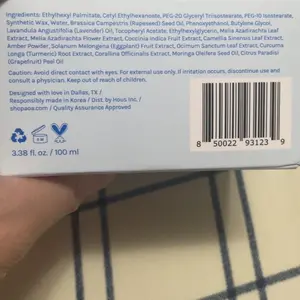 Ingredients: Ethylhexyl Palmitate, Cetyl Ethylhexanoate, PEG-20 Glyceryl Triisostearate, PEG-10 Isostearate,
Synthetic Wax, Water, Brassica Campestris (Rapeseed) Seed Oil, Phenoxyethanol, Butylene Glycol,
Lavandula Angustifolia (Lavender) Oil, Tocopheryl Acetate, Ethylhexylglycerin, Melia Azadirachta Leaf
Extract, Melia Azadirachta Flower Extract, Coccinia Indica Fruit Extract, Camellia Sinensis Leaf Extract,
Amber Powder, Solanum Melongena (Eggplant) Fruit Extract, Ocimum Sanctum Leaf Extract, Curcuma
Longa (Turmeric) Root Extract, Corallina Officinalis Extract, Moringa Oleifera Seed Oil, Citrus Paradisi
(Grapefruit) Peel Oil
Caution: Avoid direct contact with eyes. For external use only. If irritation occurs, discontinue use and
consult a physician. Keep out of reach of children.
Designed with love in Dallas, TX /
Responsibly made in Korea / Dist. by Haus Inc. /
shopana.com / Quality Assurance Approved
3.38 fl. oz. / 100 ml
8 50022 93123 9